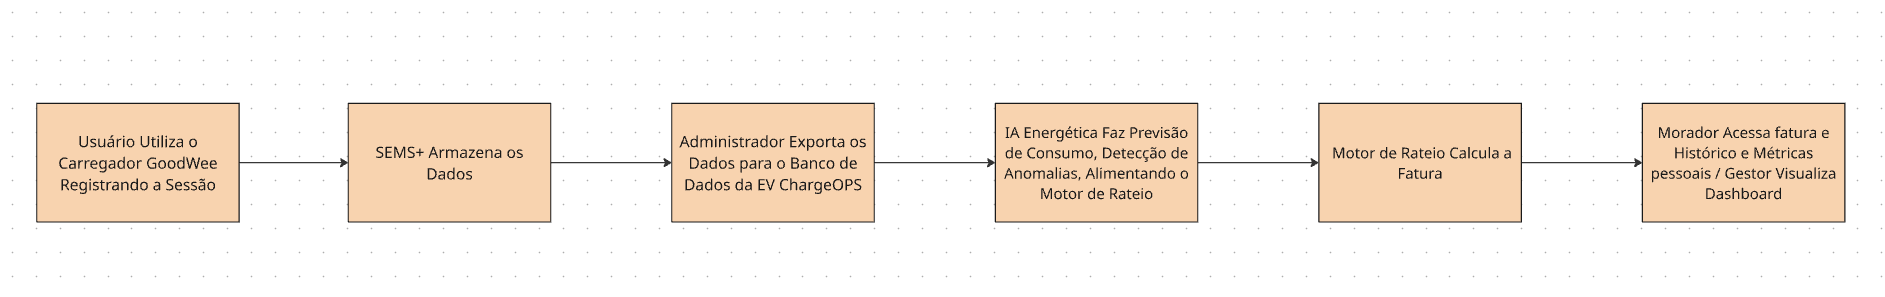 Usuário Utiliza o
Carregador GoodWee
Registrando a Sessão
SEMS+ Armazena os
Dados
Administrador Exporta os
Dados para o Banco de
Dados da EV ChargeOPS
IA Energética Faz Previsão
de Consumo, Detecção de
Anomalias, Alimentando o
Motor de Rateio
Motor de Rateio Calcula a
Fatura
Morador Acessa fatura e
Histórico e Métricas
pessoais / Gestor Visualiza
Dashboard